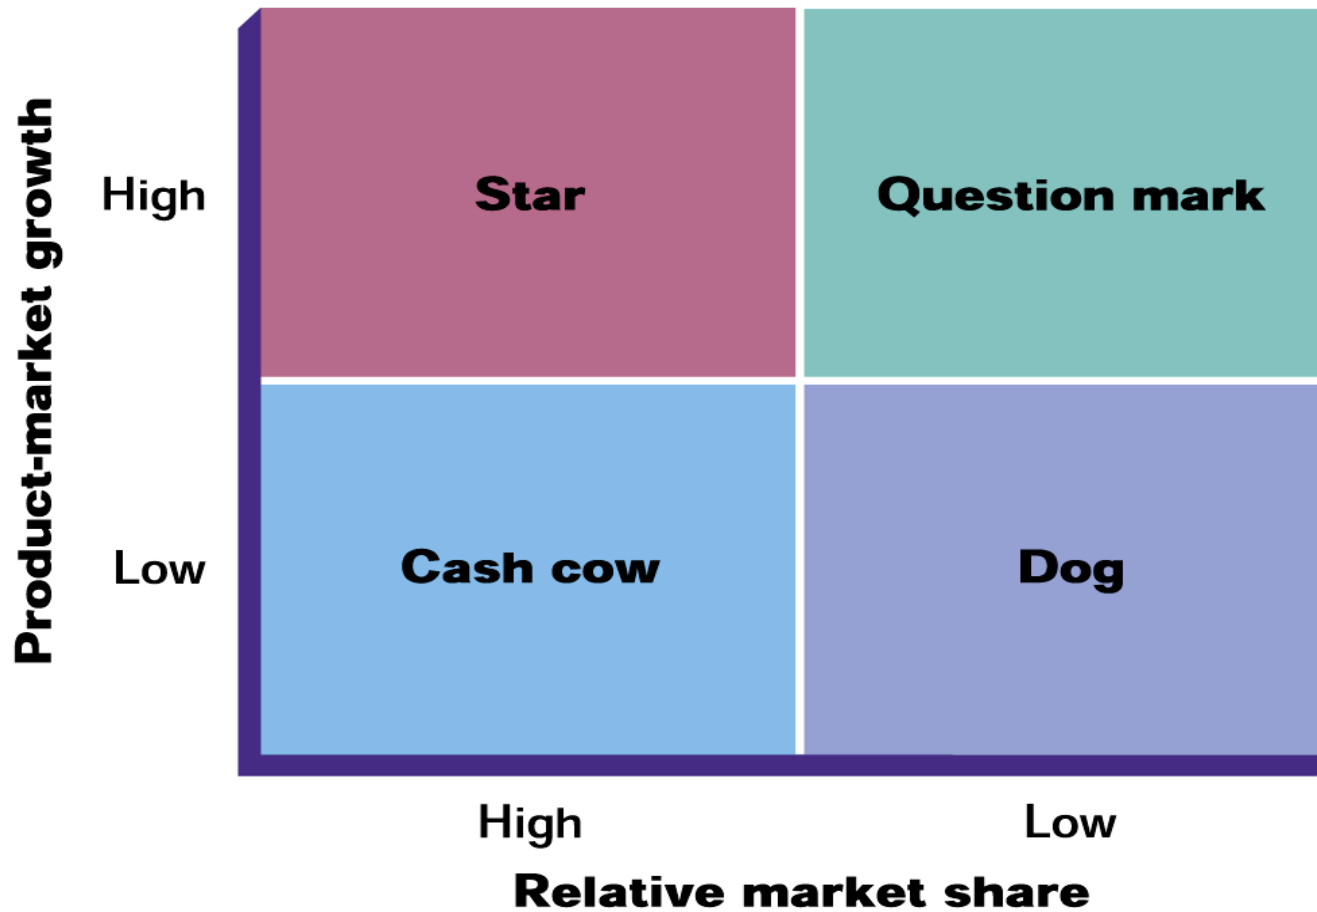 Product-market growth
High
Star
Question mark
Low
Cash cow
Dog
High
Low
Relative market share